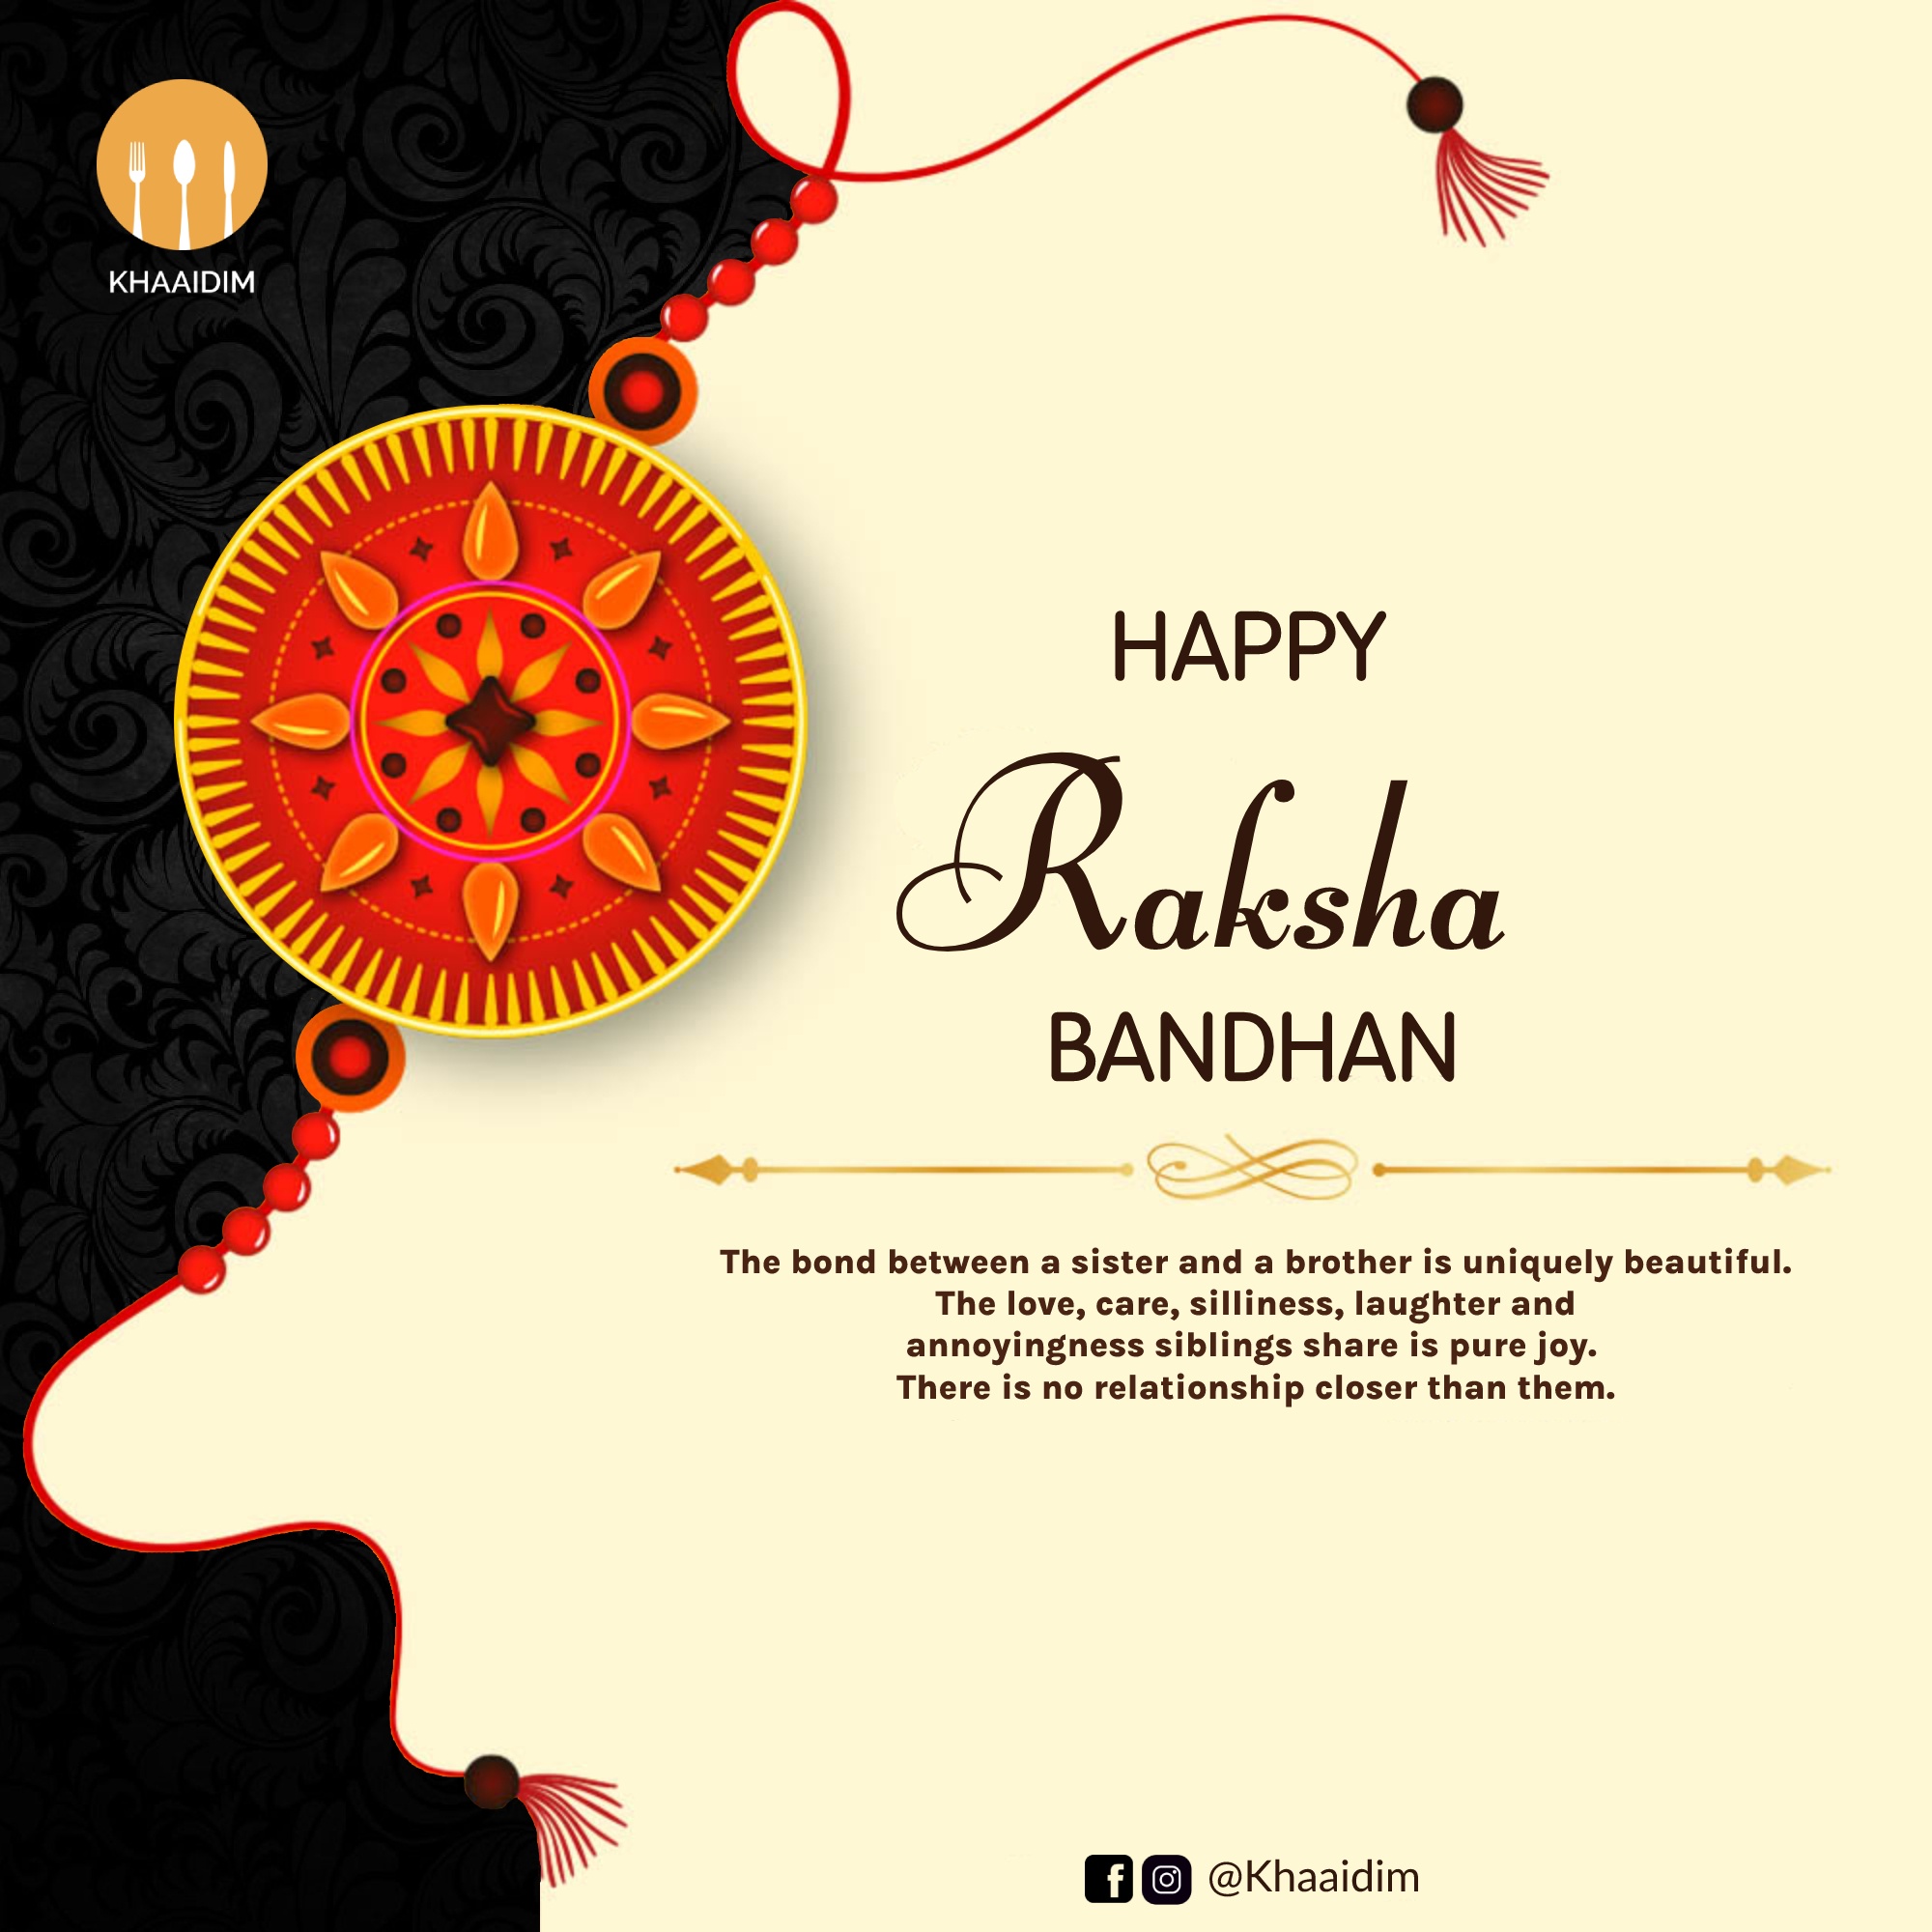 KHAAIDIM
HAPPY
Raksha
BANDHAN
The bond between a sister and a brother is uniquely beautiful.
The love, care, silliness, laughter and
annoyingness siblings share is pure joy.
There is no relationship closer than them.
@Khaaidim